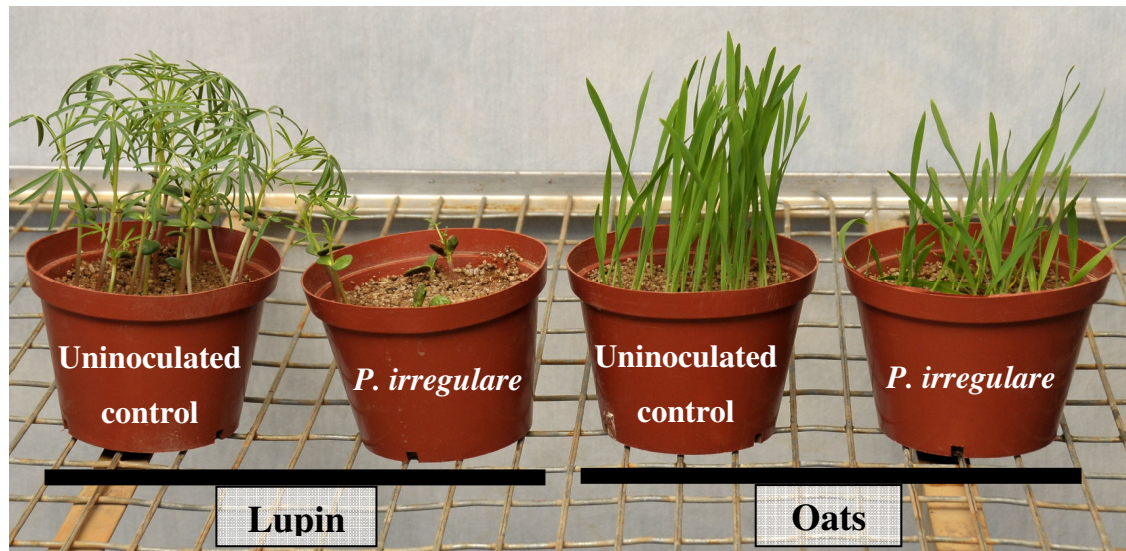 Uninoculated
control
P. irregulare
Uninoculated
control
P. irregulare
Lupin
Oats